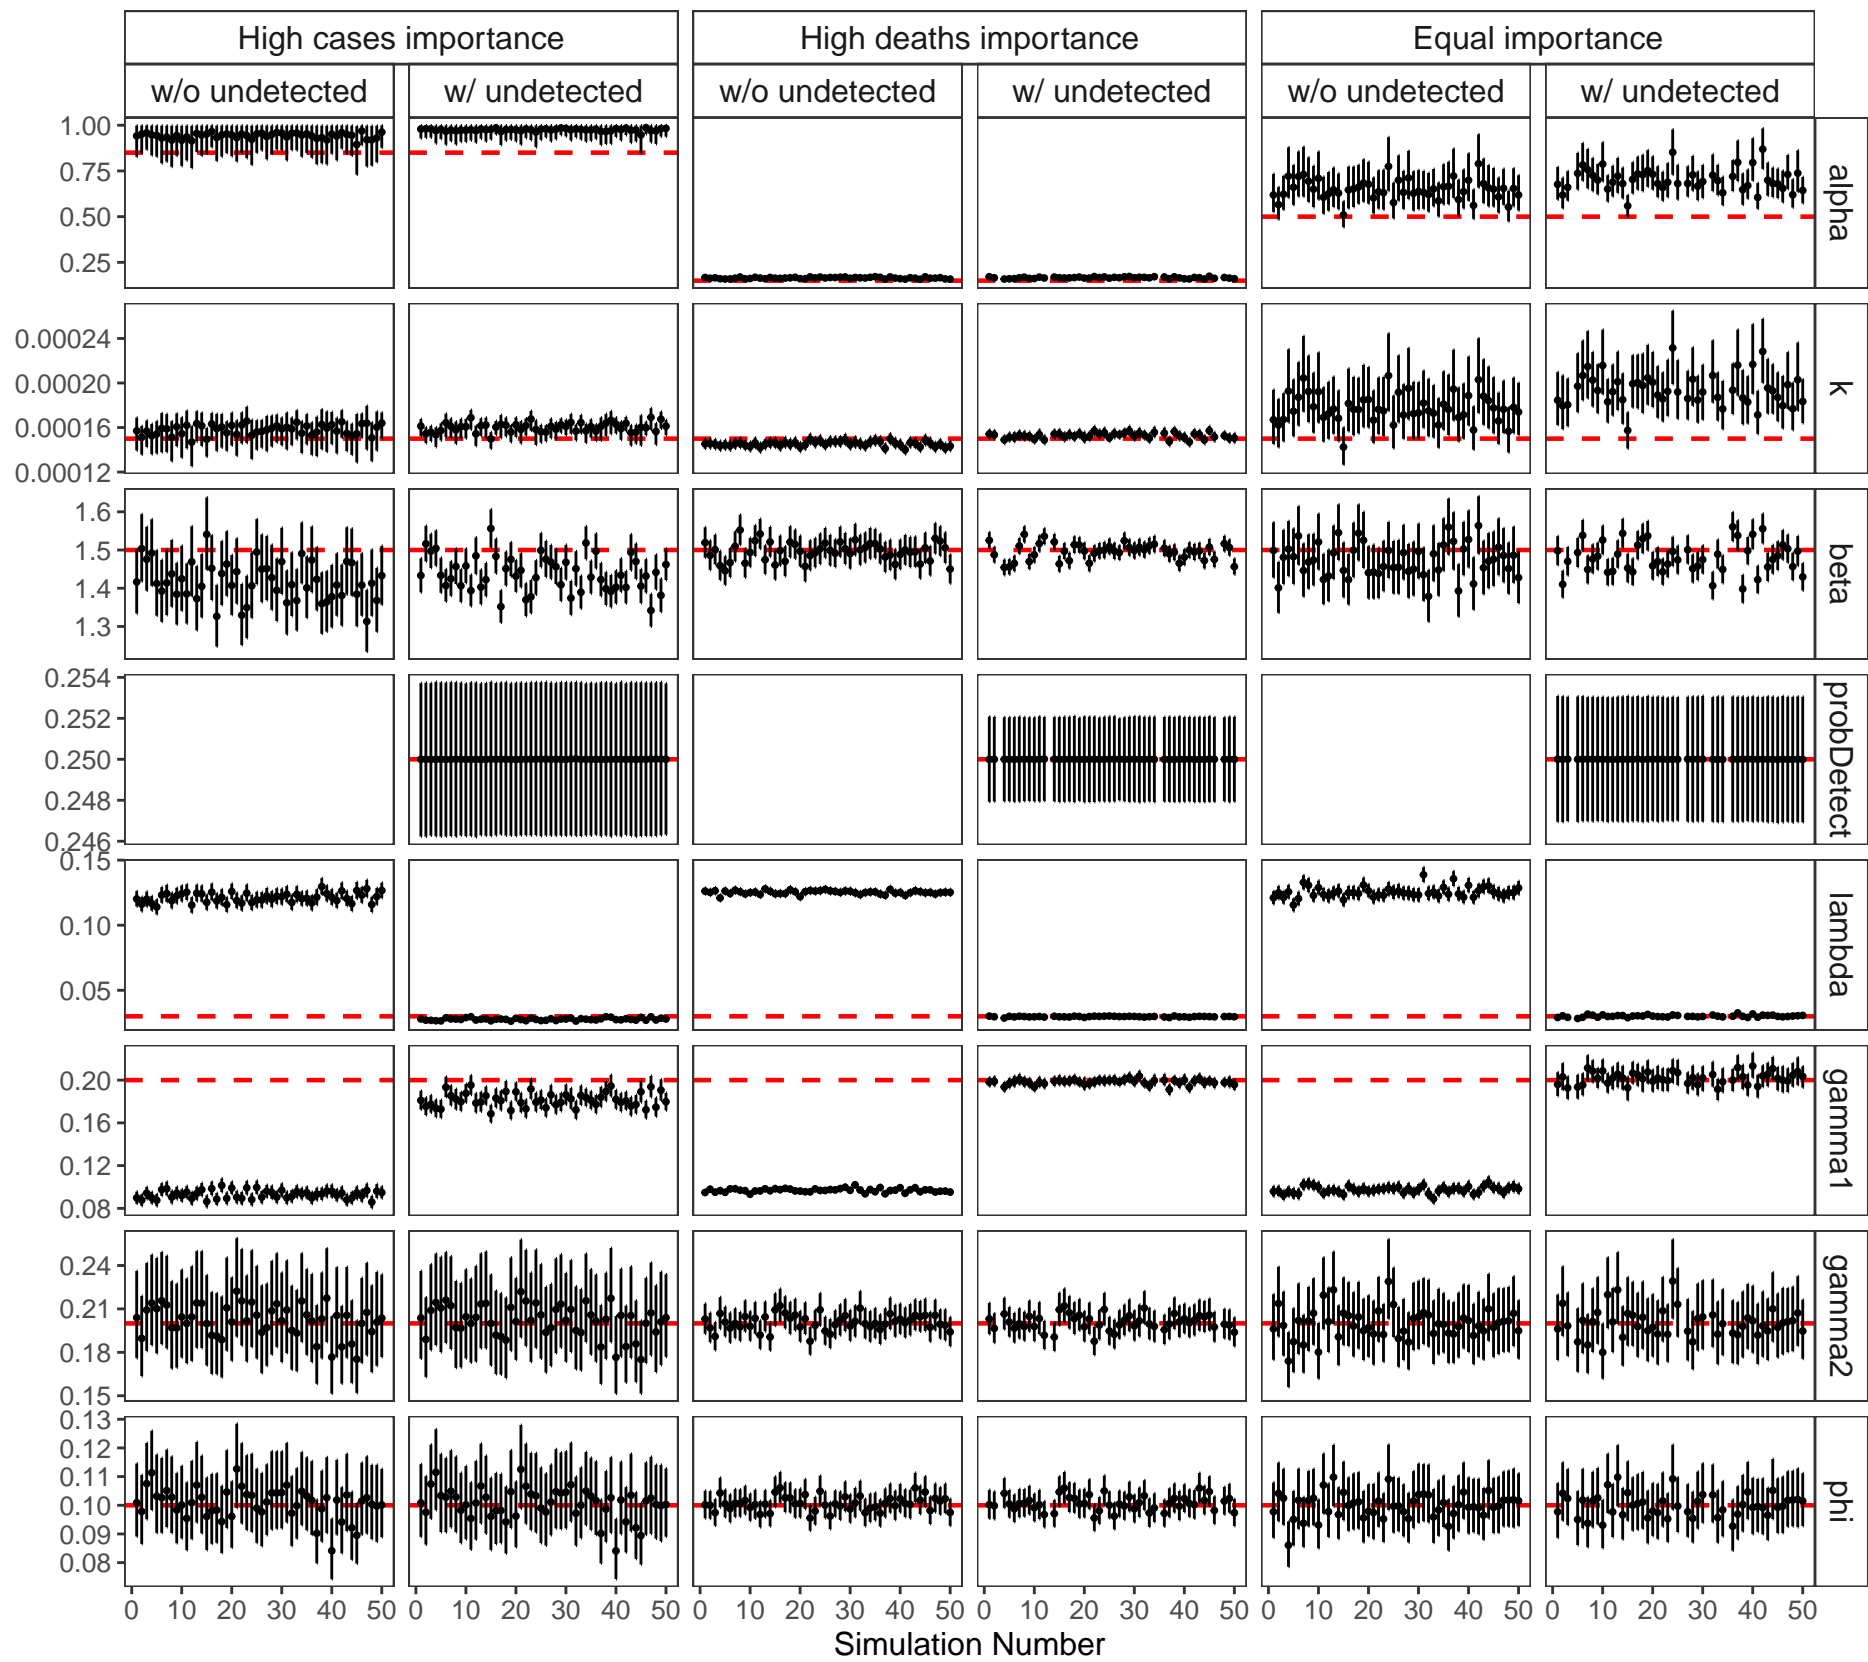 High cases importance High deaths importance Equal importance
w/o undetected w/ undetected w/o undetected w/ undetected w/o undetected w/ undetected
1.00
0.75
0.50
0.25
alpha
0.00024
0.00020
0.00016
0.00012
k
1.6
1.5
1.4
1.3
beta
0.254
0.252
0.250
0.248
0.246
probDetect
0.15
0.10
0.05
lambda
0.20
0.16
0.12
0.08
gamma1
0.24
0.21
0.18
0.15
gamma2
0.13
0.12
0.11
0.10
0.09
0.08
phi
0 10 20 30 40 50 0 10 20 30 40 50 0 10 20 30 40 50 0 10 20 30 40 50 0 10 20 30 40 50 0 10 20 30 40 50
Simulation Number